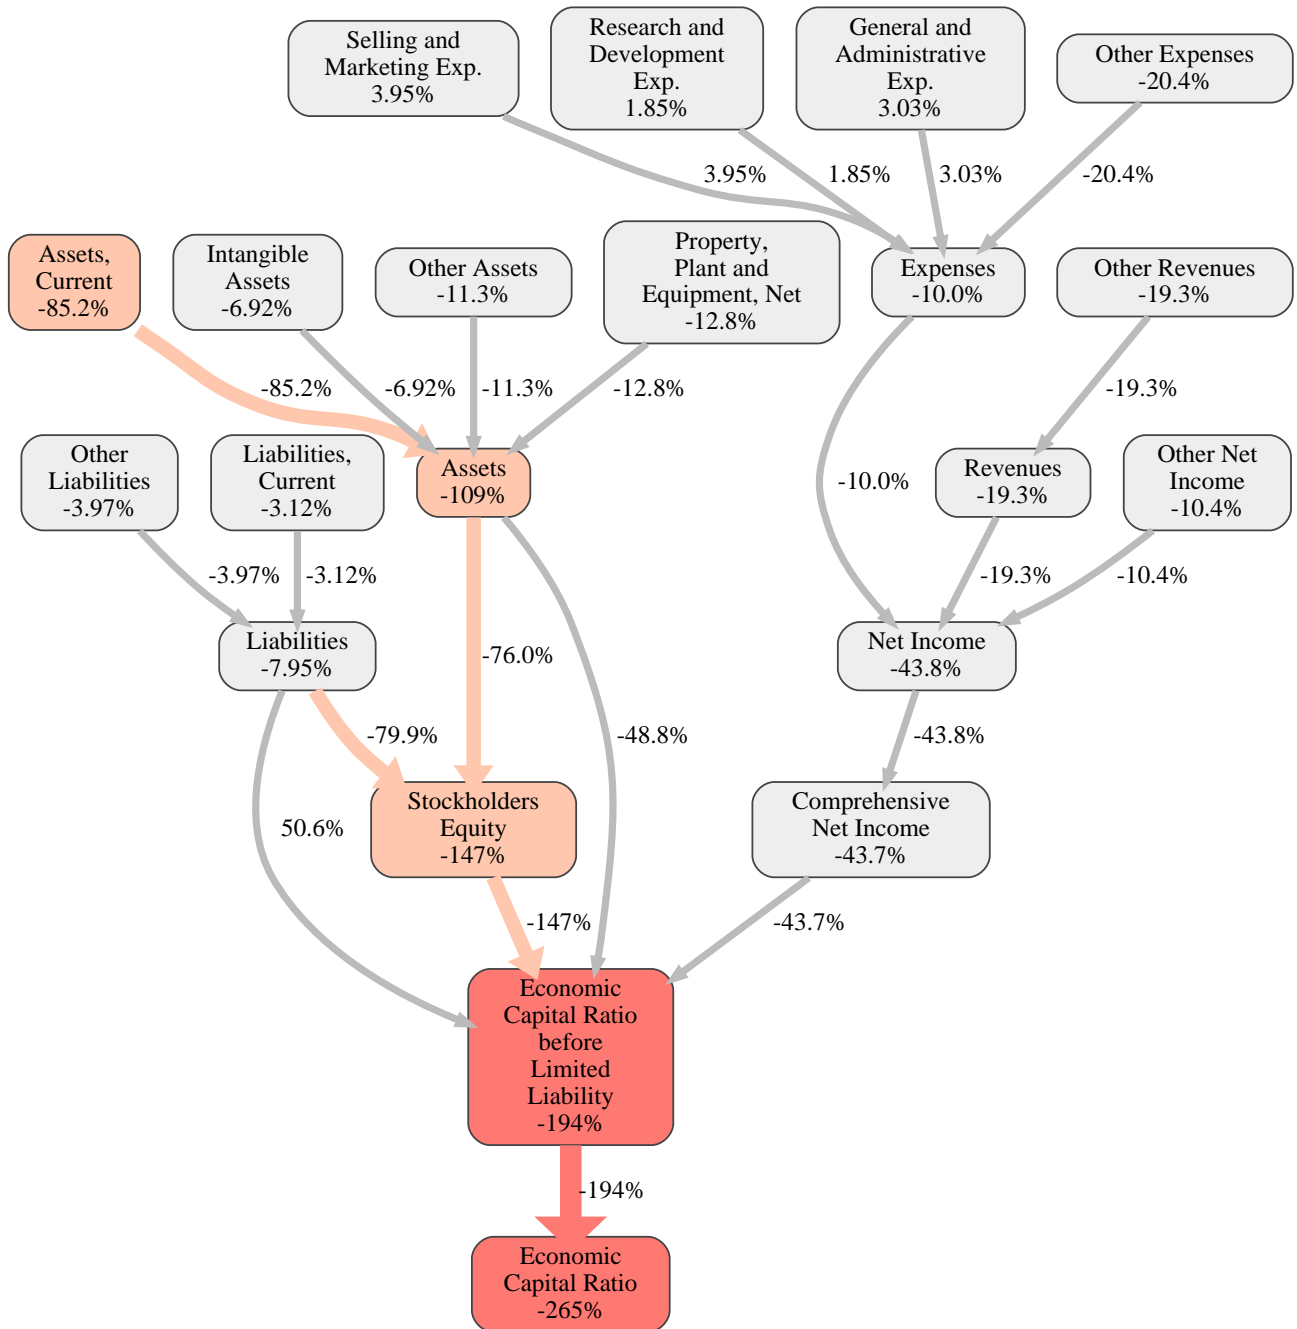 Selling and
Marketing Exp.
3.95%
Research and
Development
Exp.
1.85%
General and
Administrative
Exp.
3.03%
Other Expenses
-20.4%
3.95%
1.85%
3.03%
-20.4%
Assets,
Current
-85.2%
Intangible
Assets
-6.92%
Other Assets
-11.3%
Property,
Plant and
Equipment, Net
-12.8%
Expenses
-10.0%
Other Revenues
-19.3%
-85.2%
-6.92%
-11.3%
-12.8%
-19.3%
Other
Liabilities
-3.97%
Liabilities,
Current
-3.12%
Assets
-109%
-10.0%
Revenues
-19.3%
Other Net
Income
-10.4%
-3.97%
-3.12%
-19.3%
-10.4%
Liabilities
-7.95%
-76.0%
Net Income
-43.8%
-79.9%
-48.8%
-43.8%
50.6%
Stockholders
Equity
-147%
Comprehensive
Net Income
-43.7%
-147%
-43.7%
Economic
Capital Ratio
before
Limited
Liability
-194%
-194%
Economic
Capital Ratio
-265%